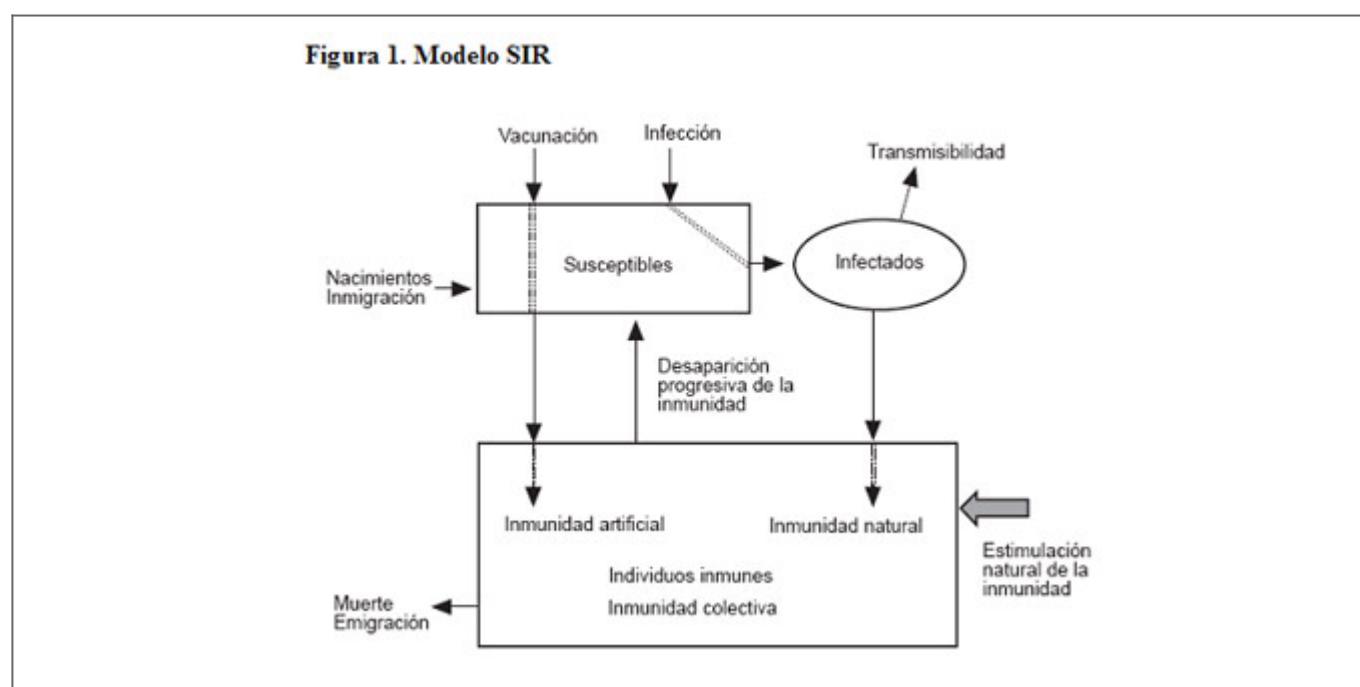 Figura 1. Modelo SIR
Vacunación
Infección
Transmisibilidad
Susceptibles
Infectados
Nacimientos
Inmigración
Desaparición
progresiva de la
inmunidad
Inmunidad artificial
Inmunidad natural
Individuos inmunes
Inmunidad colectiva
Estimulación
natural de la
inmunidad
Muerte
Emigración